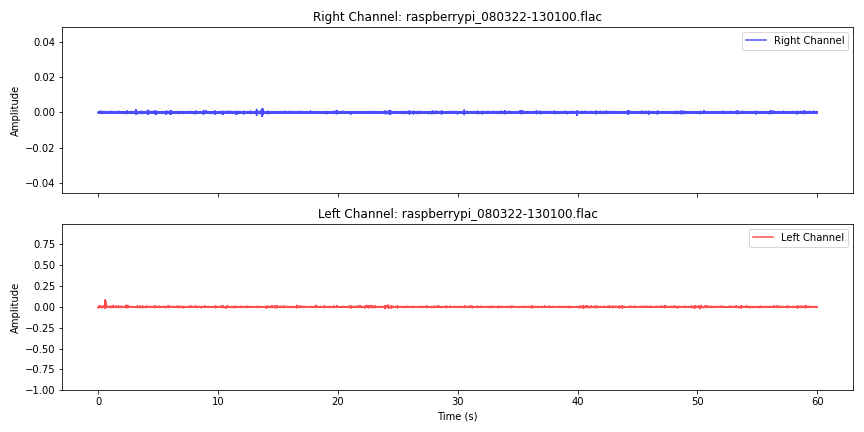 Right Channel: raspberrypi_080322-130100.flac
Right Channel
0.04
0.02
0.00
−0.02
−0.04
Amplitude
Left Channel: raspberrypi_080322-130100.flac
Left Channel
0.75
0.50
0.25
0.00
−0.25
−0.50
−0.75
−1.00
Amplitude
0 10 20 30 40 50 60
Time (s)